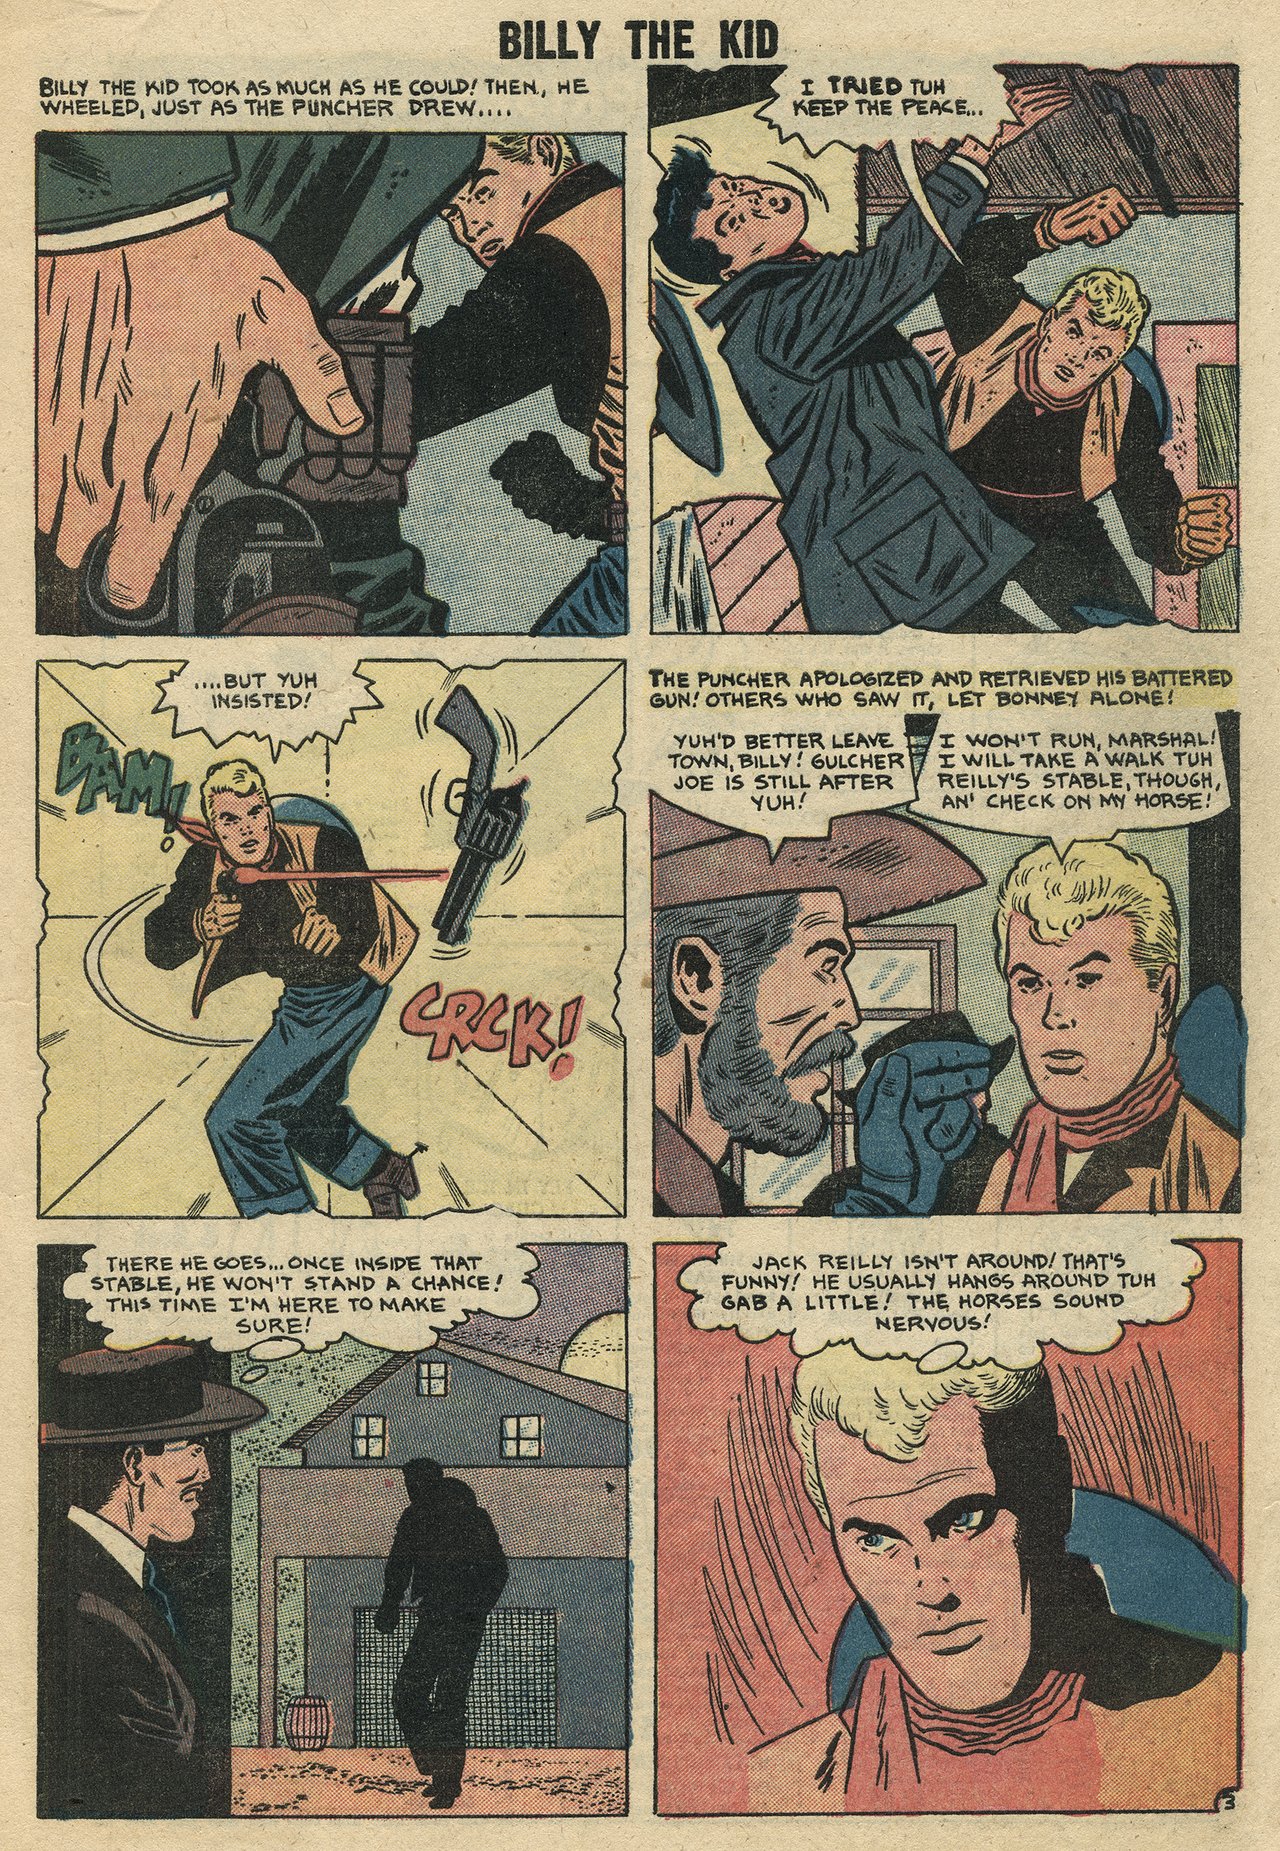 BILLY THE KID
BILLY THE KID TOOK AS MUCH AS HE COULD! THEN, HE
WHEELED, JUST AS THE PUNCHER DREW....
I TRIED TUH
KEEP THE PEACE...
....BUT YUH
INSISTED!
BAM!
CRCK!
THE PUNCHER APOLOGIZED AND RETRIEVED HIS BATTERED
GUN! OTHERS WHO SAW IT, LET BONNEY ALONE!
YUH'D BETTER LEAVE
TOWN, BILLY! GULCHER
JOE IS STILL AFTER
YUH!
I WON'T RUN, MARSHAL!
I WILL TAKE A WALK TUH
REILLY'S STABLE, THOUGH,
AN' CHECK ON MY HORSE!
THERE HE GOES...ONCE INSIDE THAT
STABLE, HE WON'T STAND A CHANCE!
THIS TIME I'M HERE TO MAKE
SURE!
JACK REILLY ISN'T AROUND! THAT'S
FUNNY! HE USUALLY HANGS AROUND TUH
GAB A LITTLE! THE HORSES SOUND
NERVOUS!
3